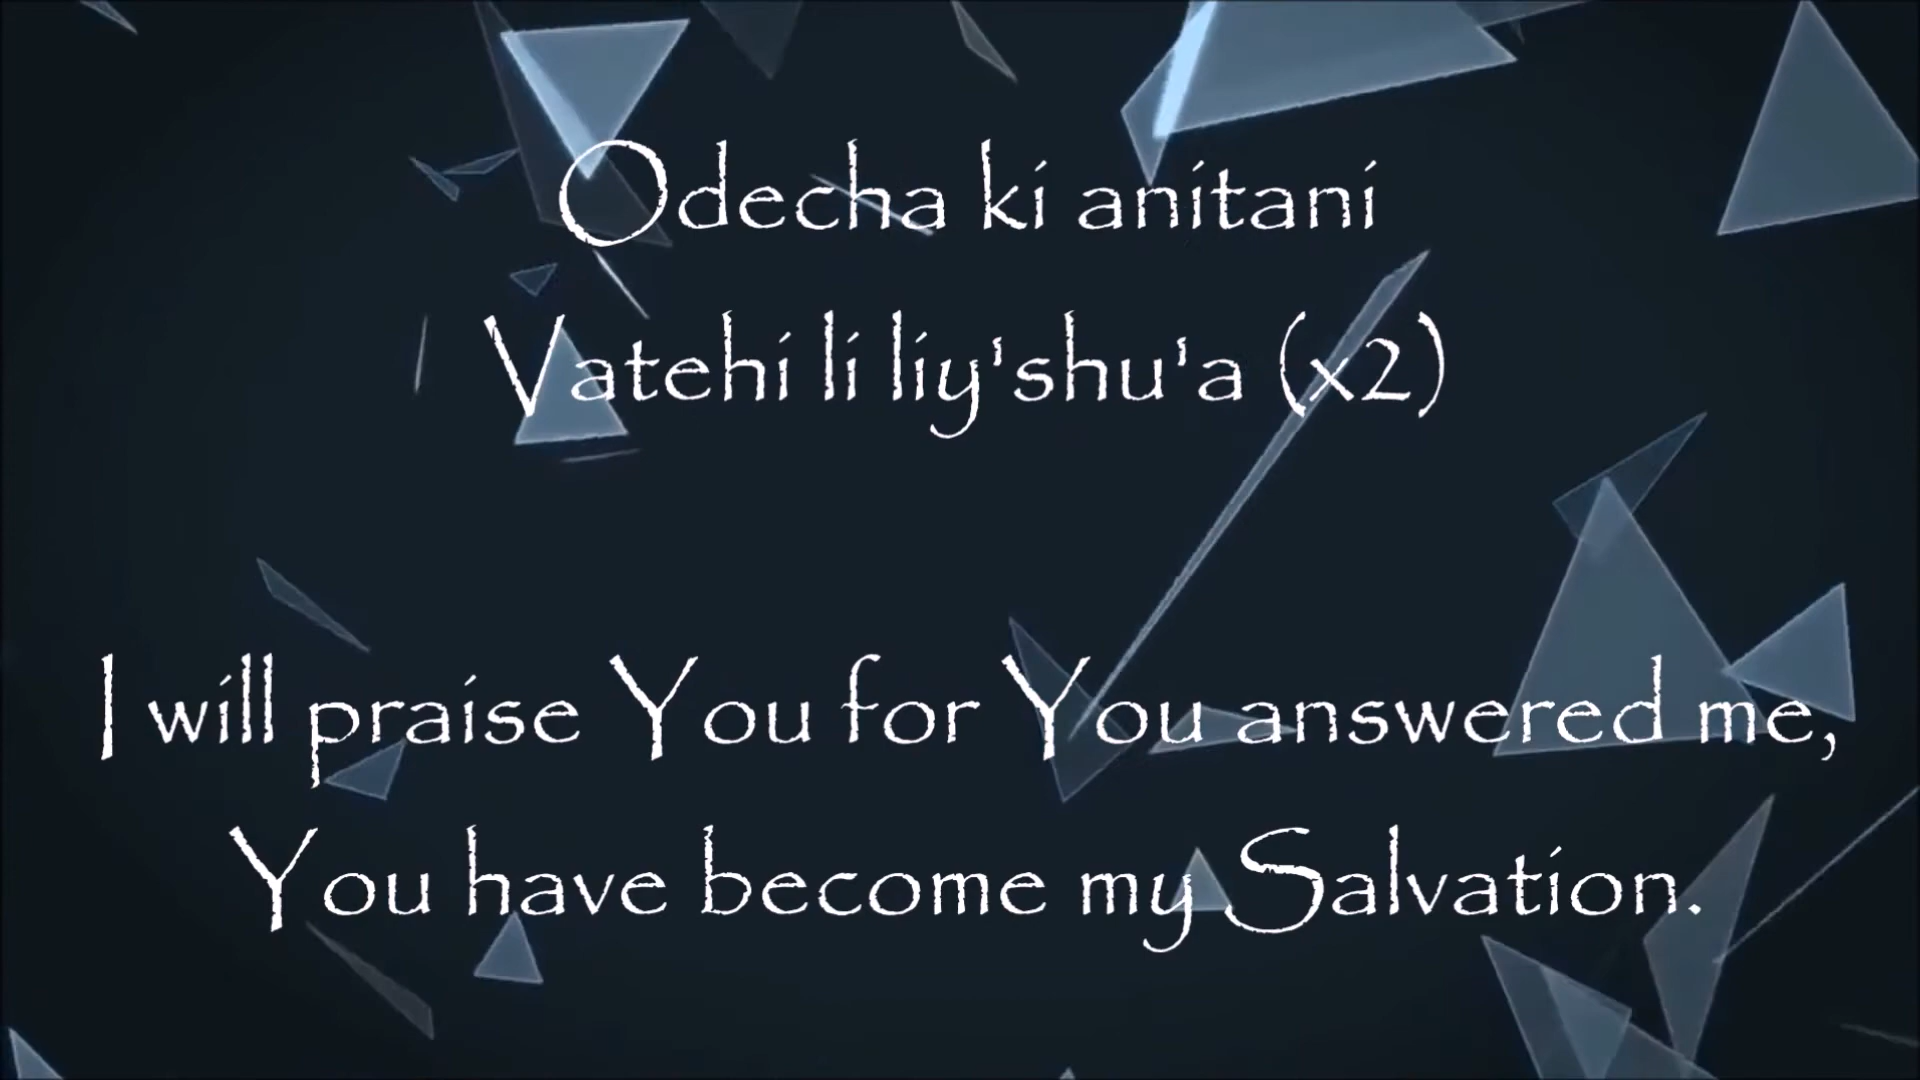 Odecha ki anitani
Vatehi li liy'shu'a (x2)
I will praise You for You answered me,
You have become my Salvation.